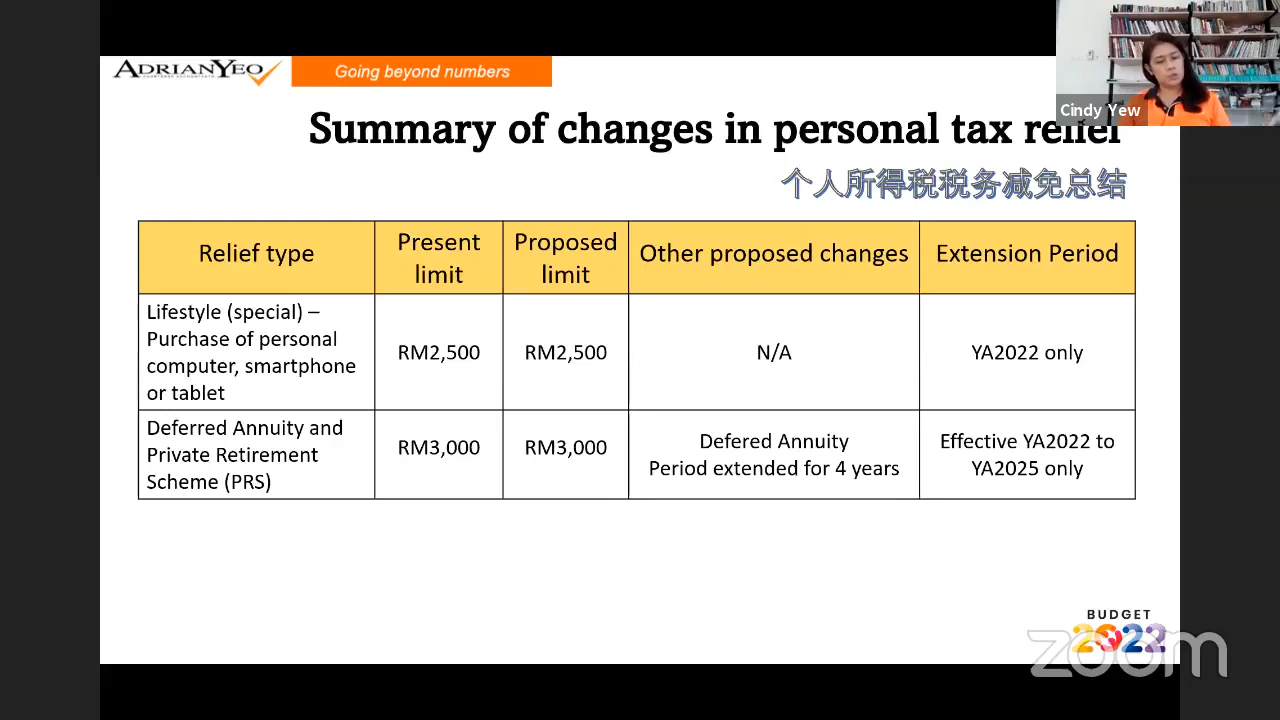 ADRIANYEO
Going beyond numbers
Cindy Yew
Summary of changes in personal tax relief
个人所得税税务减免总结
Relief type
Present
limit
Proposed
limit
Other proposed changes
Extension Period
Lifestyle (special) –
Purchase of personal
computer, smartphone
or tablet
RM2,500
RM2,500
N/A
YA2022 only
Deferred Annuity and
Private Retirement
Scheme (PRS)
RM3,000
RM3,000
Defered Annuity
Period extended for 4 years
Effective YA2022 to
YA2025 only
BUDGET
2022
zoom